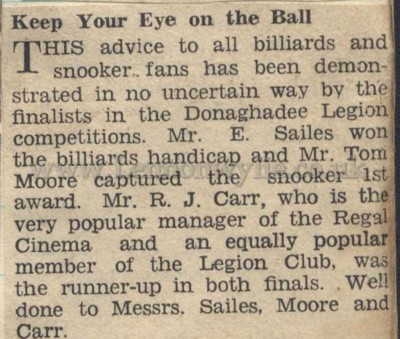 Keep Your Eye on the Ball
THIS advice to all billiards and
snooker.. fans has been demon-
strated in no uncertain way by the
finalists in the Donaghadee Legion
competitions. Mr. E. Sailes won
the billiards handicap and Mr. Tom
Moore captured the snooker 1st
award. Mr. R. J. Carr, who is the
very popular manager of the Regal
Cinema and an equally popular
member of the Legion Club, was
the runner-up in both finals. . Well
done to Messrs. Sailes, Moore and
Carr.